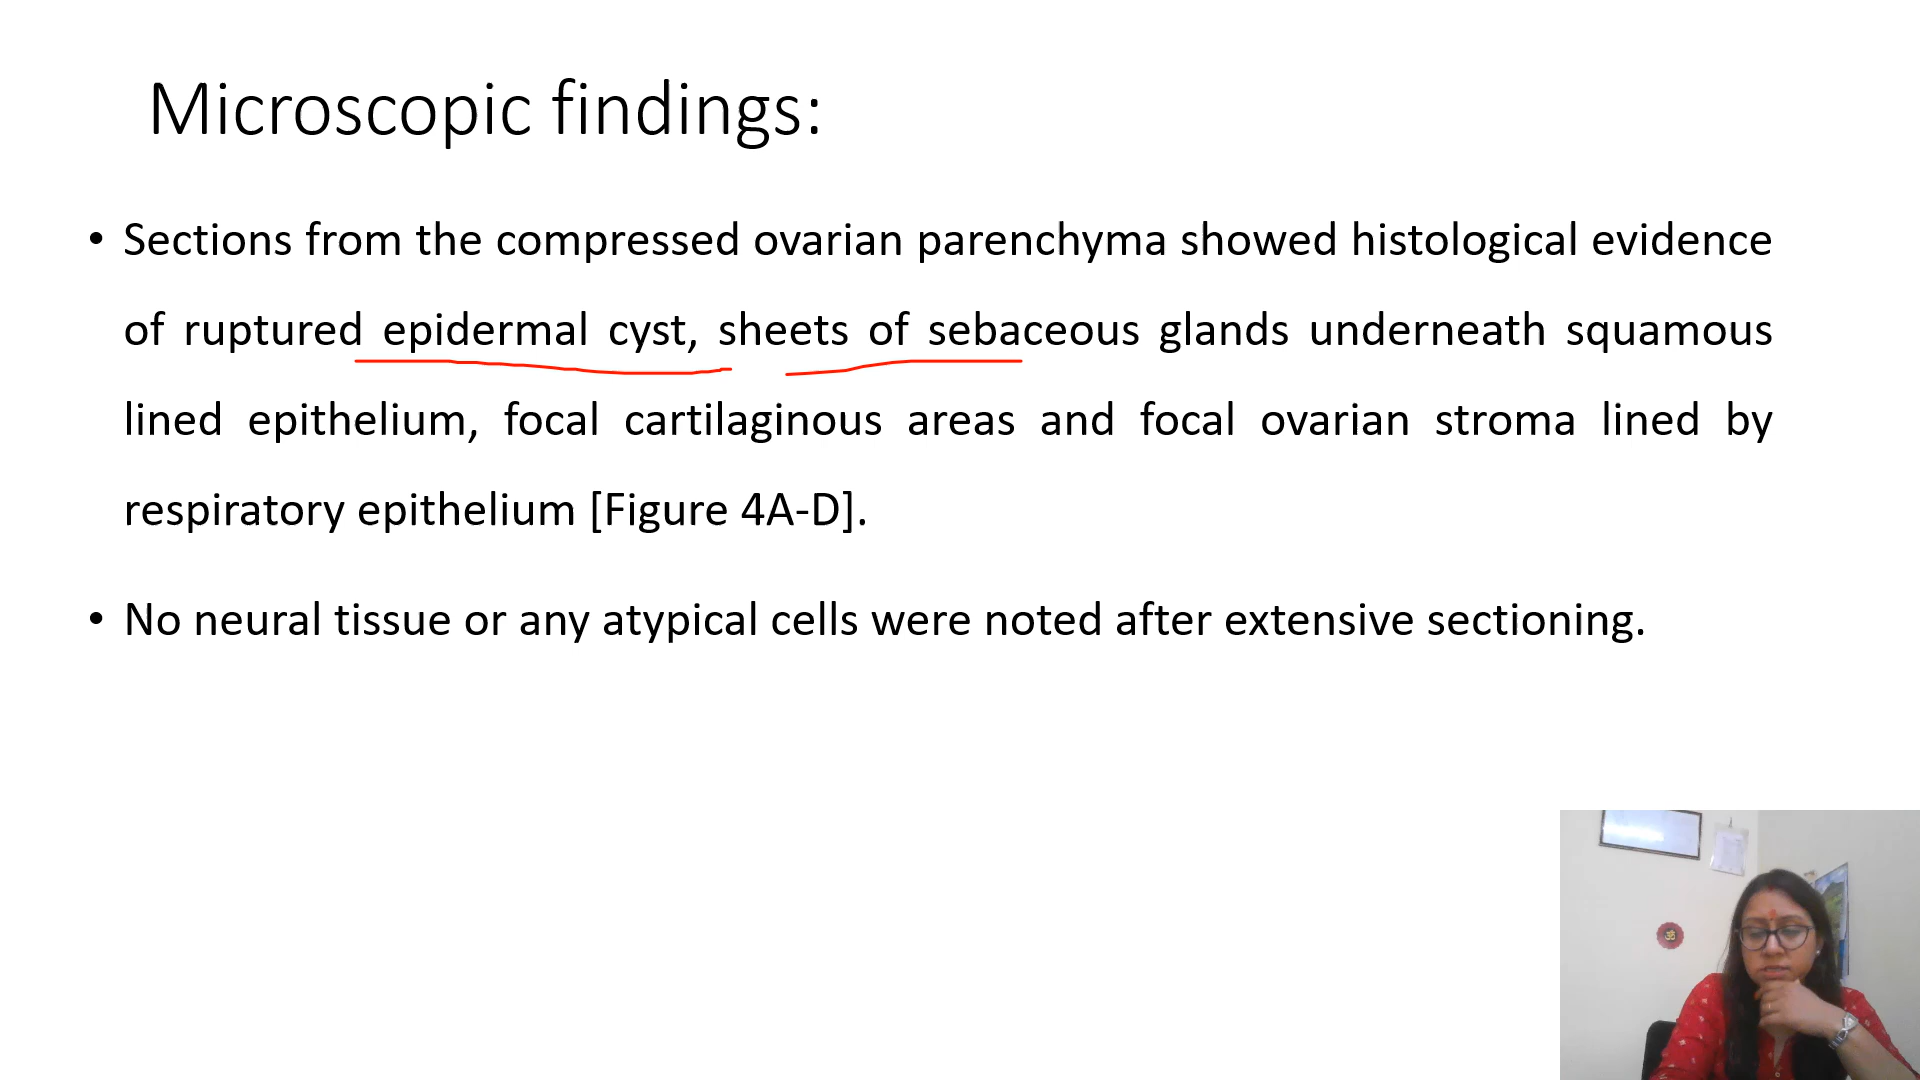 Microscopic findings:
• Sections from the compressed ovarian parenchyma showed histological evidence
of ruptured epidermal cyst, sheets of sebaceous glands underneath squamous
lined epithelium, focal cartilaginous areas and focal ovarian stroma lined by
respiratory epithelium [Figure 4A-D].
• No neural tissue or any atypical cells were noted after extensive sectioning.
ॐ